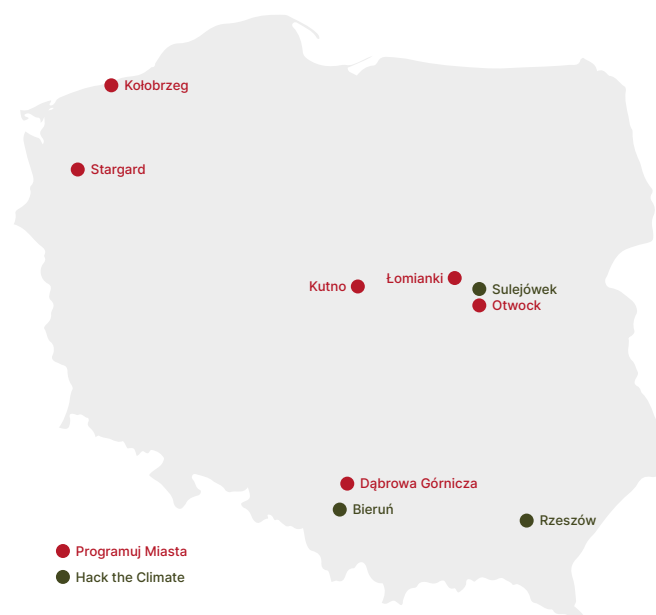 Kołobrzeg
Stargard
Łomianki
Kutno
Sulejówek
Otwock
Dąbrowa Górnicza
Bieruń
Rzeszów
Programuj Miasta
Hack the Climate